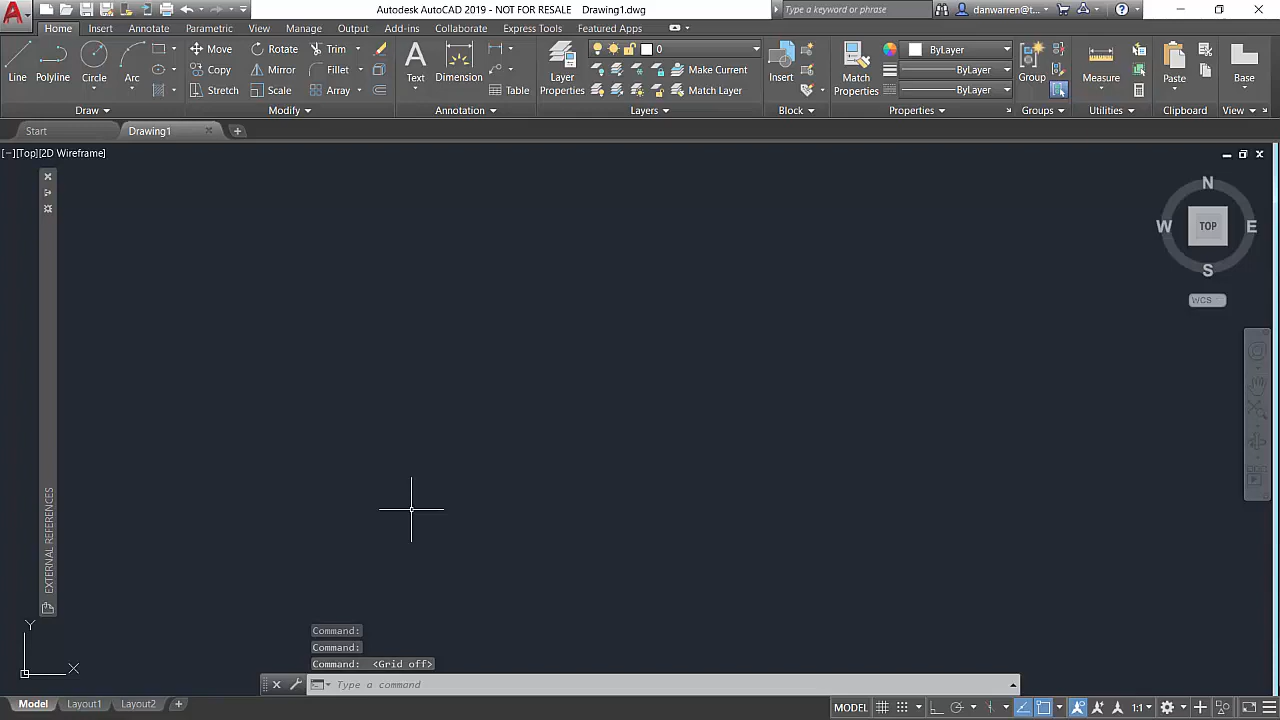 Autodesk AutoCAD 2019 - NOT FOR RESALE Drawing1.dwg
Type a keyword or phrase
danwarren@t...
Home Insert Annotate Parametric View Manage Output Add-ins Collaborate Express Tools Featured Apps
Line
Polyline
Circle
Arc
Draw
Move Rotate Trim
Copy Mirror Fillet
Stretch Scale Array
Modify
Text
Dimension
Table
Annotation
Layer
Properties
0
Make Current
Match Layer
Layers
Insert
Block
Match
Properties
ByLayer
ByLayer
ByLayer
Properties
Group
Groups
Measure
Utilities
Paste
Clipboard
Base
View
Start
Drawing1
[−][Top][2D Wireframe]
N
W
TOP
E
S
WCS
EXTERNAL REFERENCES
Y
X
Command:
Command:
Command: <Grid off>
Type a command
Model Layout1 Layout2
MODEL
1:1